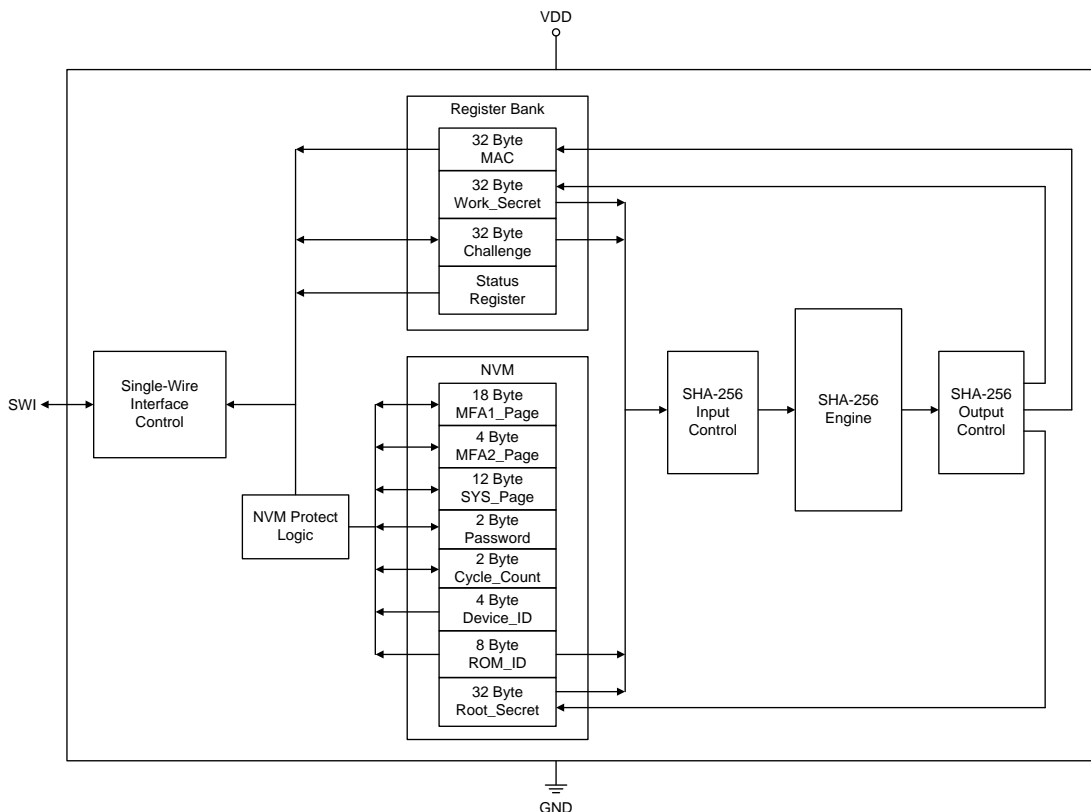 VDD
Register Bank
32 Byte
MAC
32 Byte
Work_Secret
32 Byte
Challenge
Status
Register
SWI
Single-Wire
Interface
Control
NVM Protect
Logic
NVM
18 Byte
MFA1_Page
4 Byte
MFA2_Page
12 Byte
SYS_Page
2 Byte
Password
2 Byte
Cycle_Count
4 Byte
Device_ID
8 Byte
ROM_ID
32 Byte
Root_Secret
SHA-256
Input
Control
SHA-256
Engine
SHA-256
Output
Control
GND